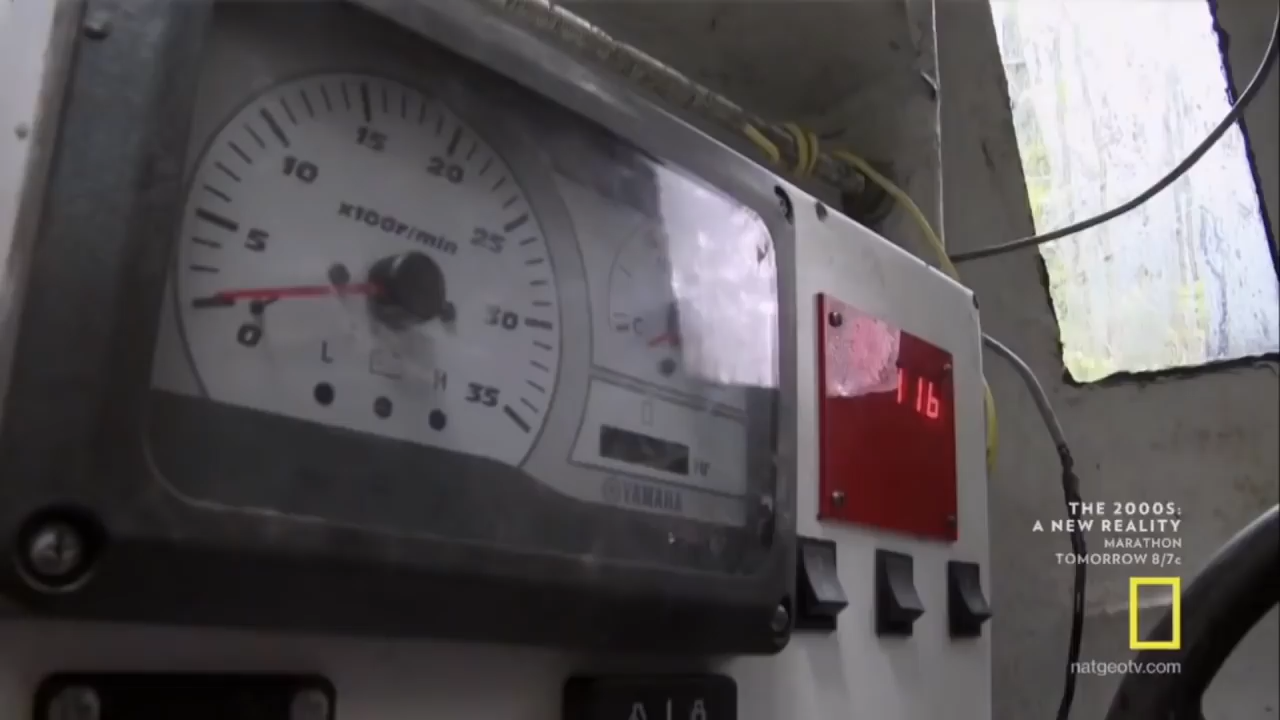 15
10
20
x100r/min
5
25
30
0
L
H
35
C
116
HF
YAMAHA
THE 2000S:
A NEW REALITY
MARATHON
TOMORROW 8/7c
natgeotv.com